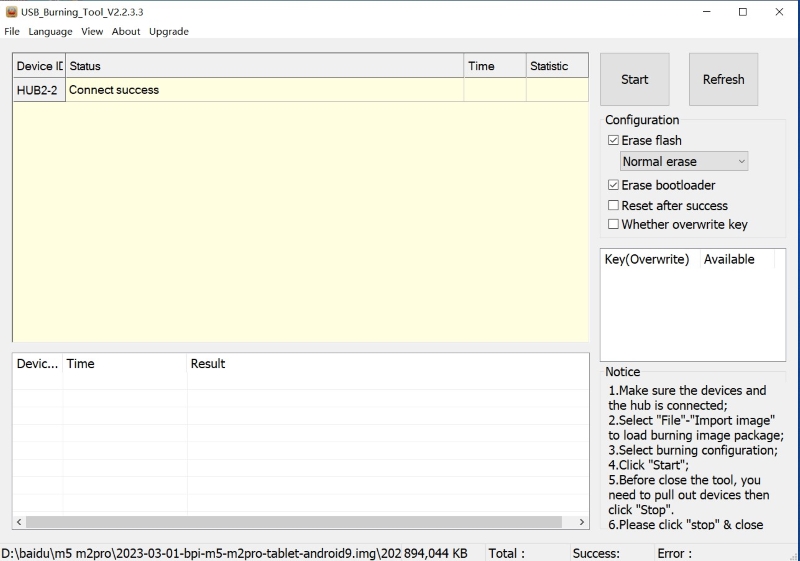 USB_Burning_Tool_V2.2.3.3
File Language View About Upgrade
Device ID Status Time Statistic
HUB2-2 Connect success
Start Refresh
Configuration
Erase flash
Normal erase
Erase bootloader
Reset after success
Whether overwrite key
Key(Overwrite) Available
Devic... Time Result
Notice
1.Make sure the devices and
the hub is connected;
2.Select "File"-"Import image"
to load burning image package;
3.Select burning configuration;
4.Click "Start";
5.Before close the tool, you
need to pull out devices then
click "Stop".
6.Please click "stop" & close
D:\baidu\m5 m2pro\2023-03-01-bpi-m5-m2pro-tablet-android9.img\202 894,044 KB Total : Success: Error :